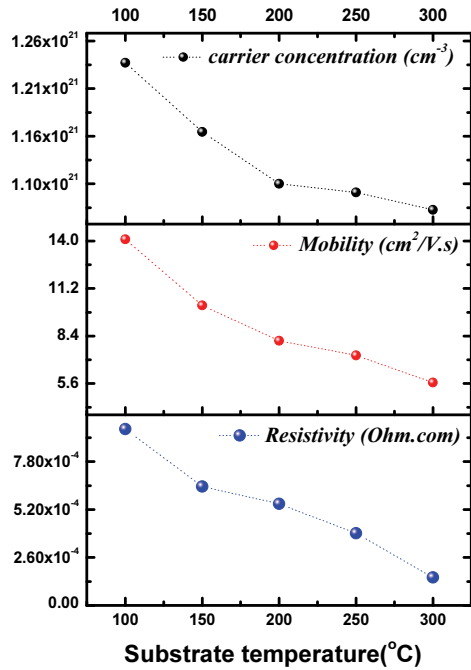 100 150 200 250 300
1.26x10^21
carrier concentration (cm^-3)
1.21x10^21
1.16x10^21
1.10x10^21
14.0
Mobility (cm^2/V.s)
11.2
8.4
5.6
Resistivity (Ohm.com)
7.80x10^-4
5.20x10^-4
2.60x10^-4
0.00
100 150 200 250 300
Substrate temperature(°C)